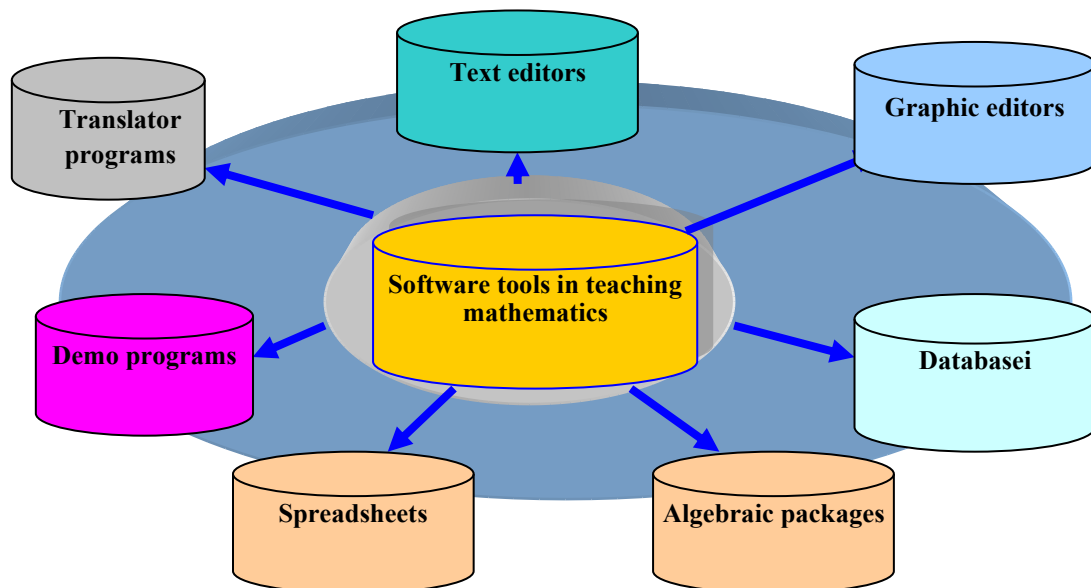 Text editors
Graphic editors
Translator
programs
Software tools in teaching
mathematics
Demo programs
Databasei
Spreadsheets
Algebraic packages